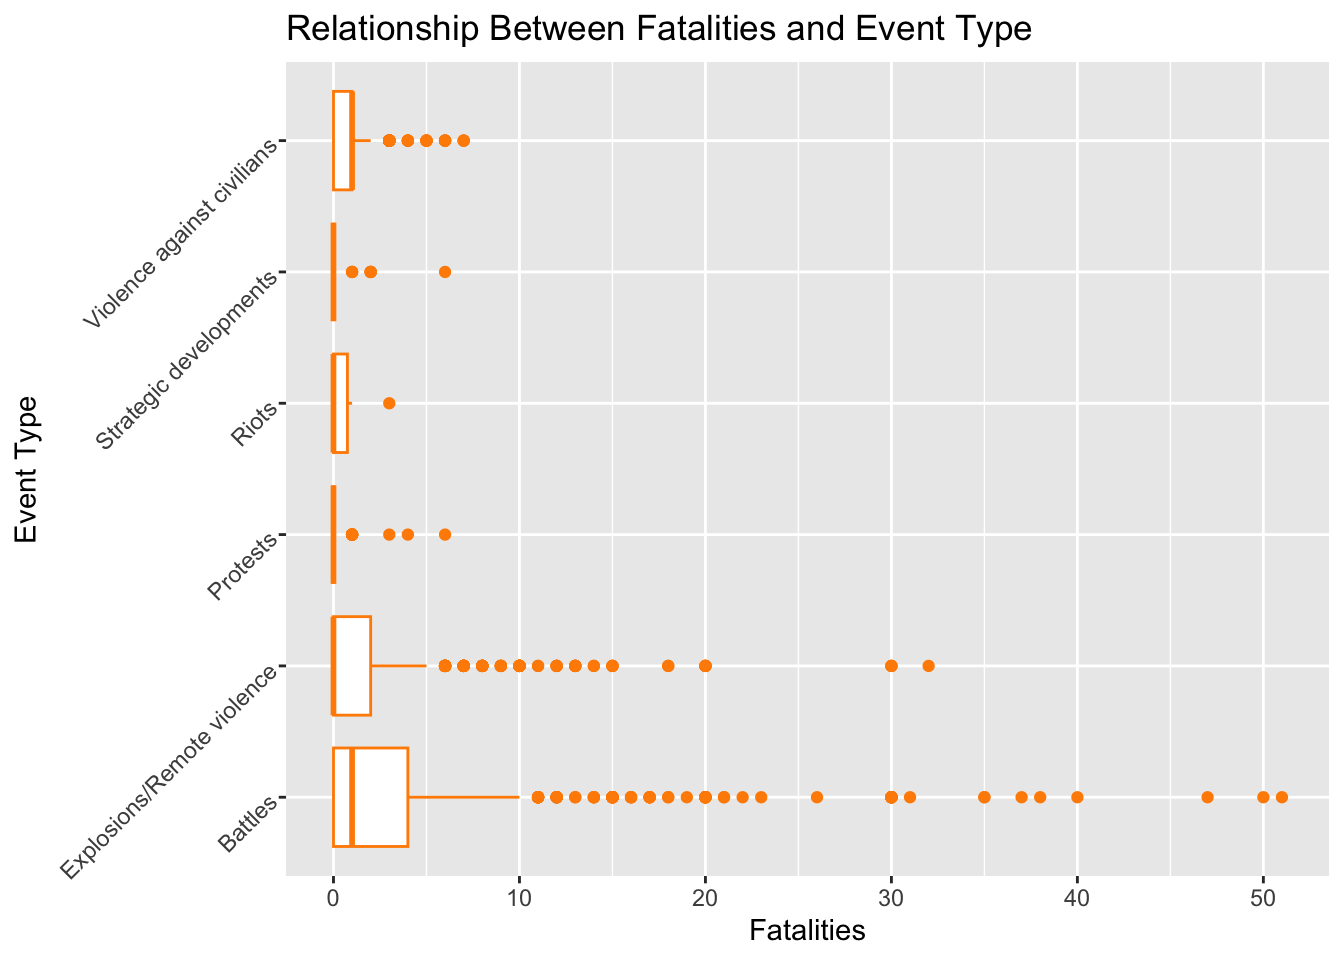 Relationship Between Fatalities and Event Type
Violence against civilians
Strategic developments
Riots
Protests
Explosions/Remote violence
Battles
Event Type
0 10 20 30 40 50
Fatalities